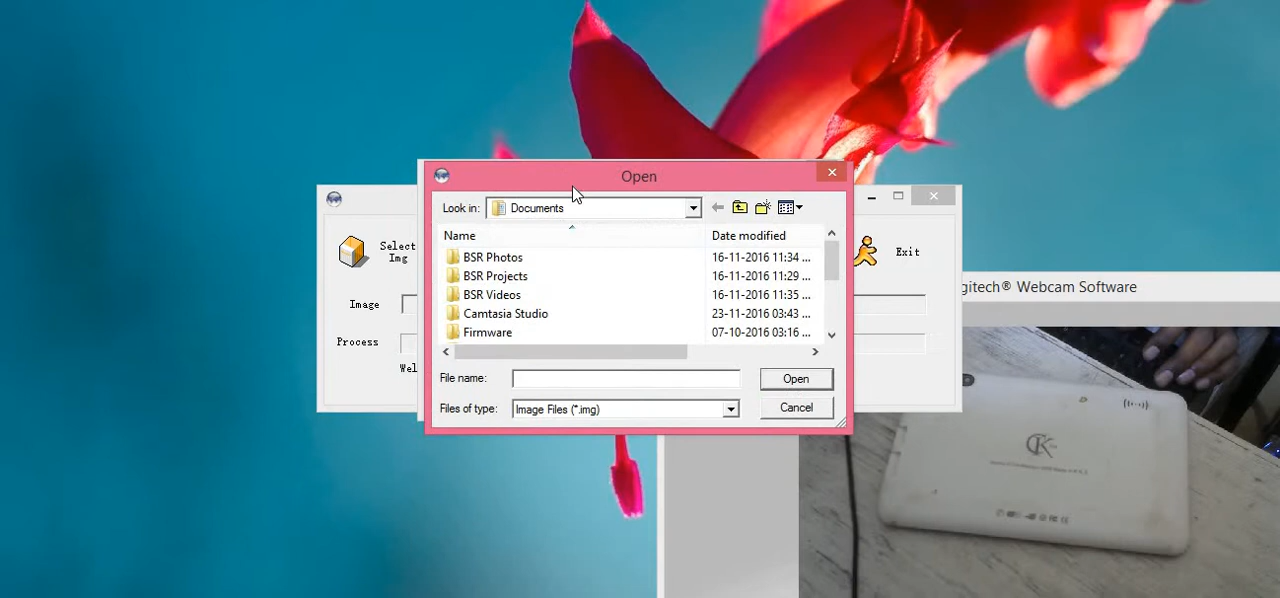 Open
Look in: Documents
Name Date modified
BSR Photos 16-11-2016 11:34 ...
BSR Projects 16-11-2016 11:29 ...
BSR Videos 16-11-2016 11:35 ...
Camtasia Studio 23-11-2016 03:43 ...
Firmware 07-10-2016 03:16 ...
File name: Open
Files of type: Image Files (*.img) Cancel
Select
Img
Exit
Image
Process
Wel
gitech® Webcam Software
CK